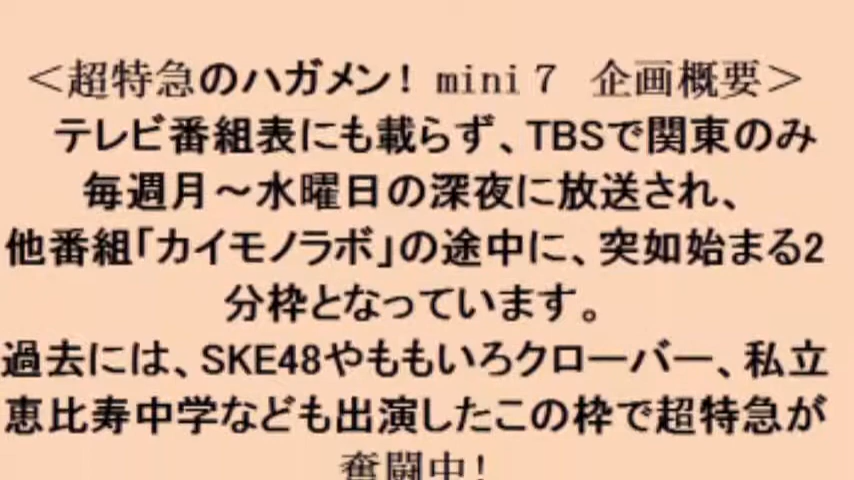 ＜超特急のハガメン！ mini７　企画概要＞
テレビ番組表にも載らず、TBSで関東のみ
毎週月～水曜日の深夜に放送され、
他番組「カイモノラボ」の途中に、突如始まる2
分枠となっています。
過去には、SKE48やももいろクローバー、私立
恵比寿中学なども出演したこの枠で超特急が
奮闘中！